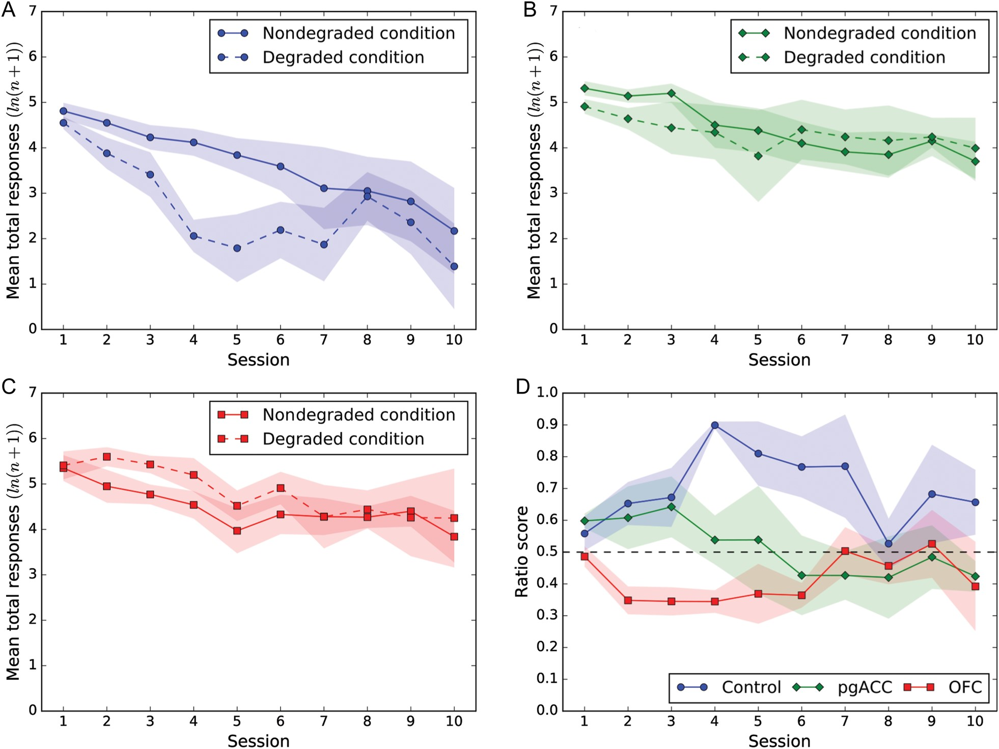 A
7
6
5
4
3
2
1
0
Mean total responses (ln(n+1))
Nondegraded condition
Degraded condition
1 2 3 4 5 6 7 8 9 10
Session
B
7
6
5
4
3
2
1
0
Mean total responses (ln(n+1))
Nondegraded condition
Degraded condition
1 2 3 4 5 6 7 8 9 10
Session
C
7
6
5
4
3
2
1
0
Mean total responses (ln(n+1))
Nondegraded condition
Degraded condition
1 2 3 4 5 6 7 8 9 10
Session
D
1.0
0.9
0.8
0.7
0.6
0.5
0.4
0.3
0.2
0.1
0.0
Ratio score
Control pgACC OFC
1 2 3 4 5 6 7 8 9 10
Session